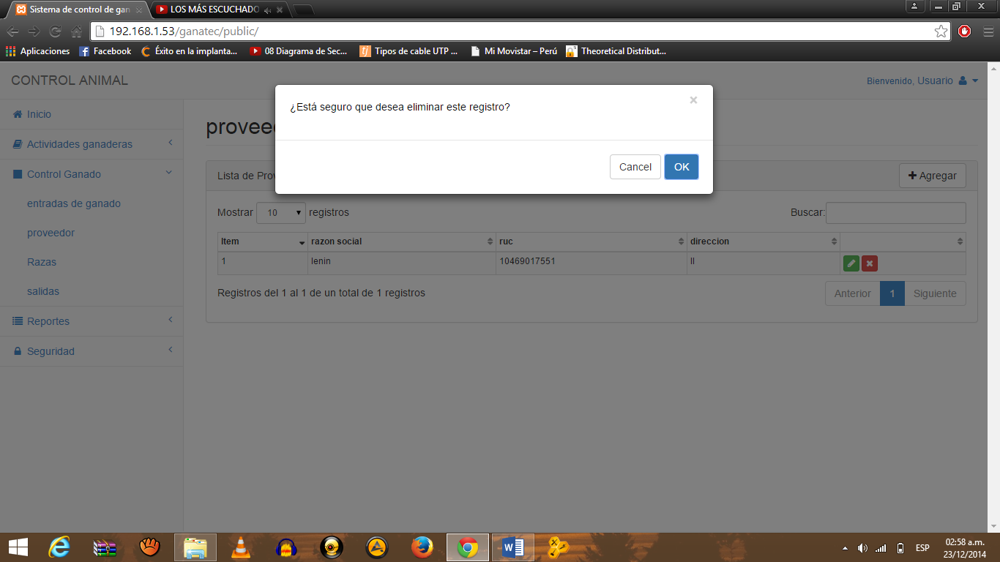 Sistema de control de gan
LOS MÁS ESCUCHADO
192.168.1.53/ganatec/public/
Aplicaciones
Facebook
Éxito en la implanta...
08 Diagrama de Sec...
Tipos de cable UTP ...
Mi Movistar – Perú
Theoretical Distribut...
CONTROL ANIMAL
Bienvenido, Usuario
¿Está seguro que desea eliminar este registro?
×
Cancel
OK
Inicio
Actividades ganaderas
Control Ganado
entradas de ganado
proveedor
Razas
salidas
Reportes
Seguridad
provee
Lista de Pro
Agregar
Mostrar 10 registros
Buscar:
Item razon social ruc direccion
1 lenin 10469017551 ll
Registros del 1 al 1 de un total de 1 registros
Anterior 1 Siguiente
ESP
02:58 a.m.
23/12/2014